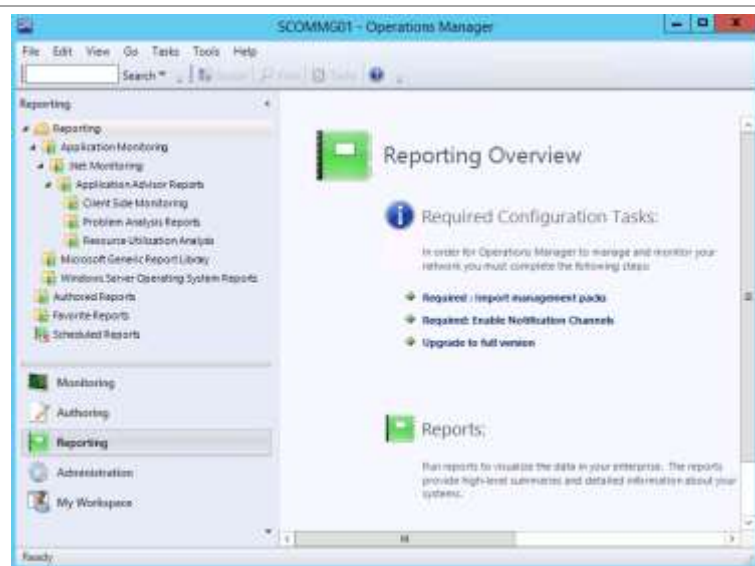 SCOMMG01 - Operations Manager
File Edit View Go Tasks Tools Help
Search
Reporting
Reporting
Application Monitoring
.Net Monitoring
Application Advisor Reports
Client Side Monitoring
Problem Analysis Reports
Resource Utilization Analysis
Microsoft Generic Report Library
Windows Server Operating System Reports
Authored Reports
Favorite Reports
Scheduled Reports
Monitoring
Authoring
Reporting
Administration
My Workspace
Reporting Overview
Required Configuration Tasks:
In order for Operations Manager to manage and monitor your
network you must complete the following steps:
Required : Import management packs
Required: Enable Notification Channels
Upgrade to full version
Reports:
Run reports to visualize the data in your enterprise. The reports
provide high-level summaries and detailed information about your
systems.
Ready